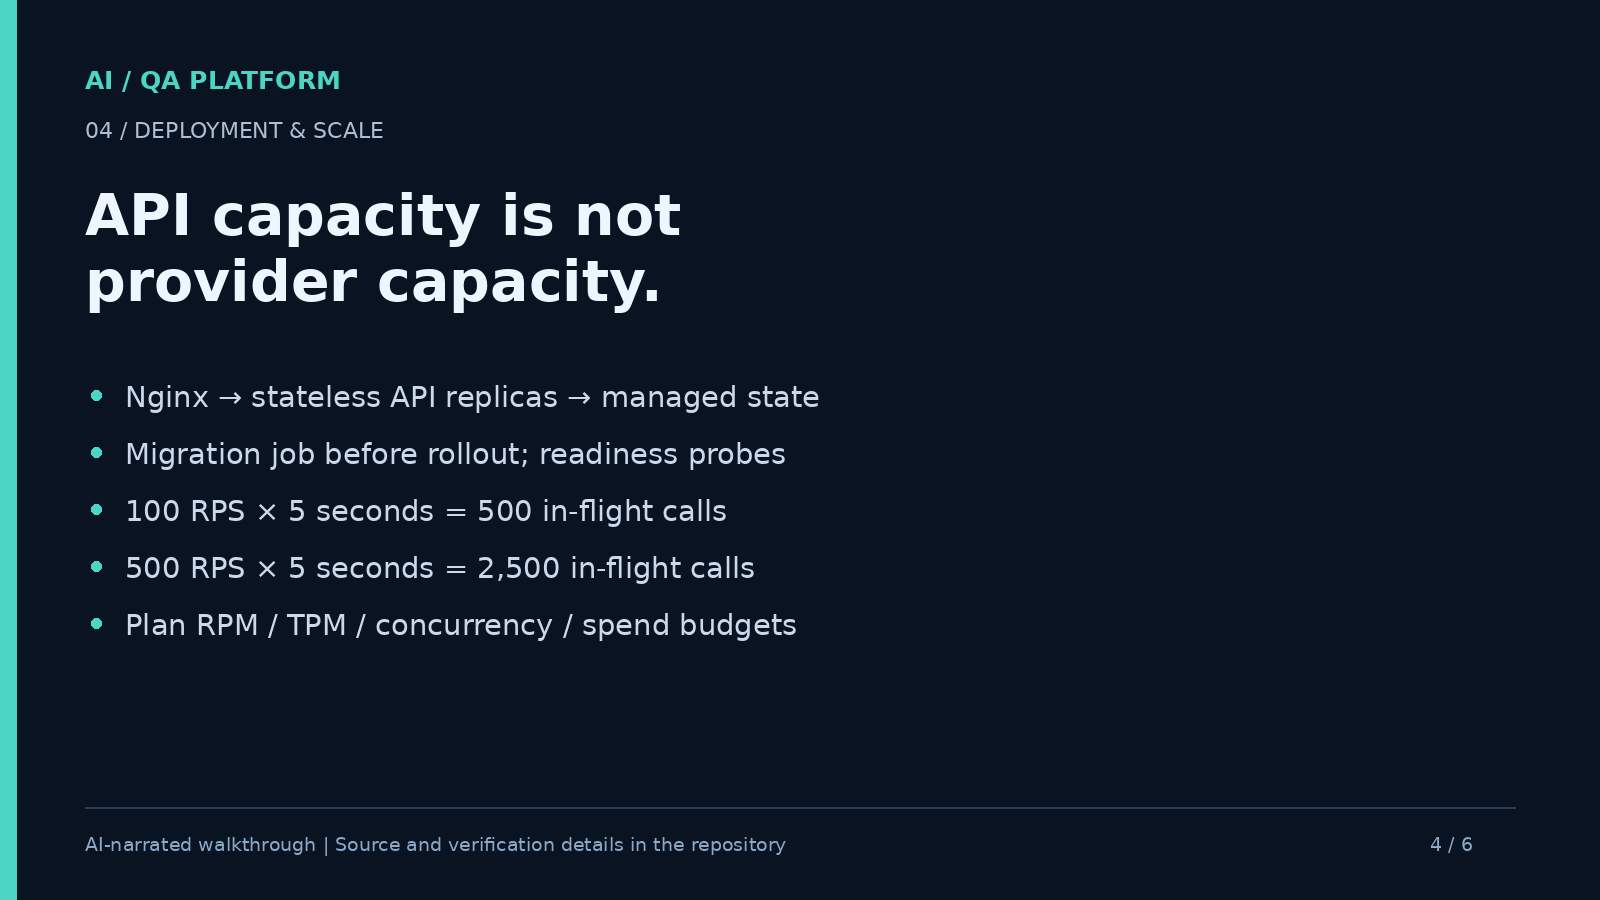 AI / QA PLATFORM
04 / DEPLOYMENT & SCALE
API capacity is not
provider capacity.
• Nginx → stateless API replicas → managed state
• Migration job before rollout; readiness probes
• 100 RPS × 5 seconds = 500 in-flight calls
• 500 RPS × 5 seconds = 2,500 in-flight calls
• Plan RPM / TPM / concurrency / spend budgets
AI-narrated walkthrough | Source and verification details in the repository
4 / 6